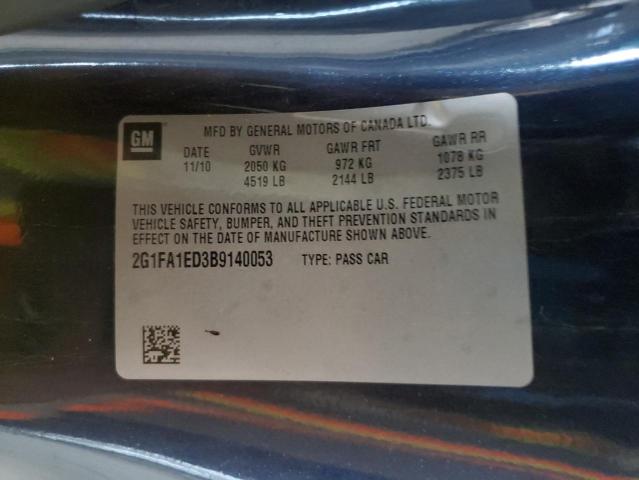 GM
MFD BY GENERAL MOTORS OF CANADA LTD.
DATE GVWR GAWR FRT GAWR RR
11/10 2050 KG 972 KG 1078 KG
4519 LB 2144 LB 2375 LB
THIS VEHICLE CONFORMS TO ALL APPLICABLE U.S. FEDERAL MOTOR
VEHICLE SAFETY, BUMPER, AND THEFT PREVENTION STANDARDS IN
EFFECT ON THE DATE OF MANUFACTURE SHOWN ABOVE.
2G1FA1ED3B9140053 TYPE: PASS CAR